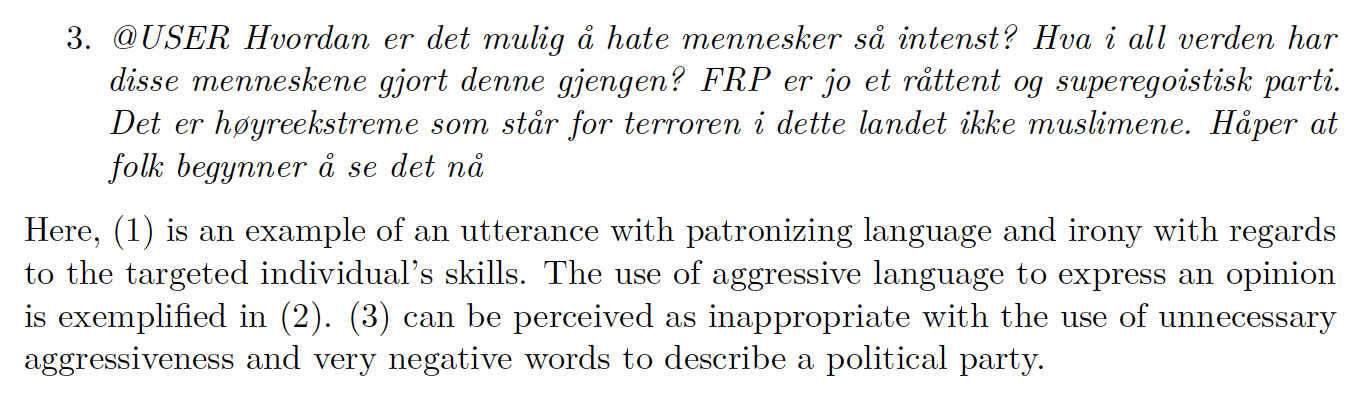 3. @USER Hvordan er det mulig å hate mennesker så intenst? Hva i all verden har
disse menneskene gjort denne gjengen? FRP er jo et råttent og superegoistisk parti.
Det er høyreekstreme som står for terroren i dette landet ikke muslimene. Håper at
folk begynner å se det nå
Here, (1) is an example of an utterance with patronizing language and irony with regards
to the targeted individual's skills. The use of aggressive language to express an opinion
is exemplified in (2). (3) can be perceived as inappropriate with the use of unnecessary
aggressiveness and very negative words to describe a political party.